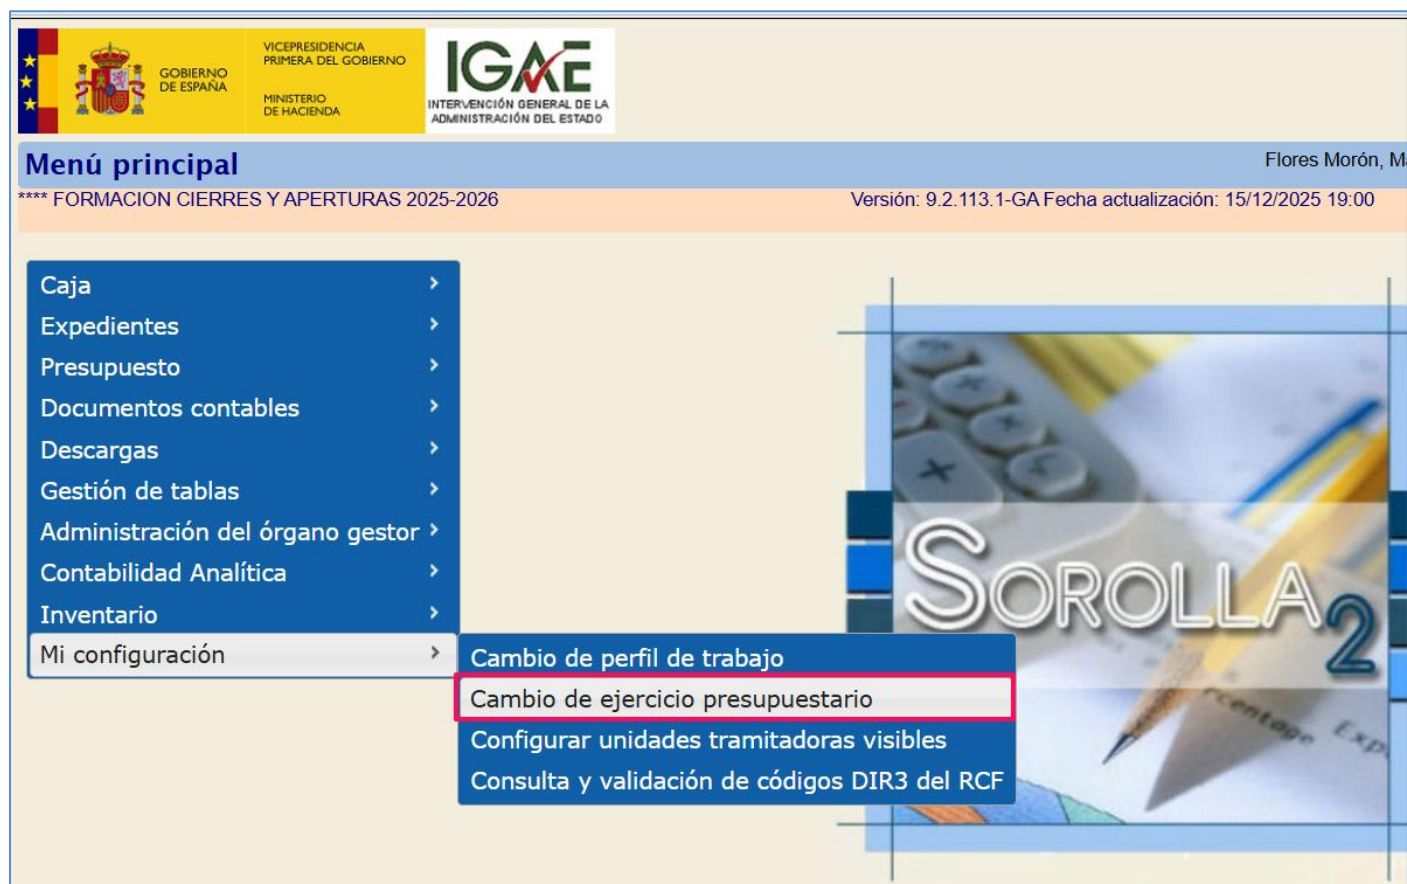 GOBIERNO
DE ESPAÑA
VICEPRESIDENCIA
PRIMERA DEL GOBIERNO
MINISTERIO
DE HACIENDA
IGAE
INTERVENCIÓN GENERAL DE LA
ADMINISTRACIÓN DEL ESTADO
Menú principal
Flores Morón,
**** FORMACION CIERRES Y APERTURAS 2025-2026
Versión: 9.2.113.1-GA Fecha actualización: 15/12/2025 19:00
Caja
Expedientes
Presupuesto
Documentos contables
Descargas
Gestión de tablas
Administración del órgano gestor
Contabilidad Analítica
Inventario
Mi configuración
Cambio de perfil de trabajo
Cambio de ejercicio presupuestario
Configurar unidades tramitadoras visibles
Consulta y validación de códigos DIR3 del RCF
SOROLLA2